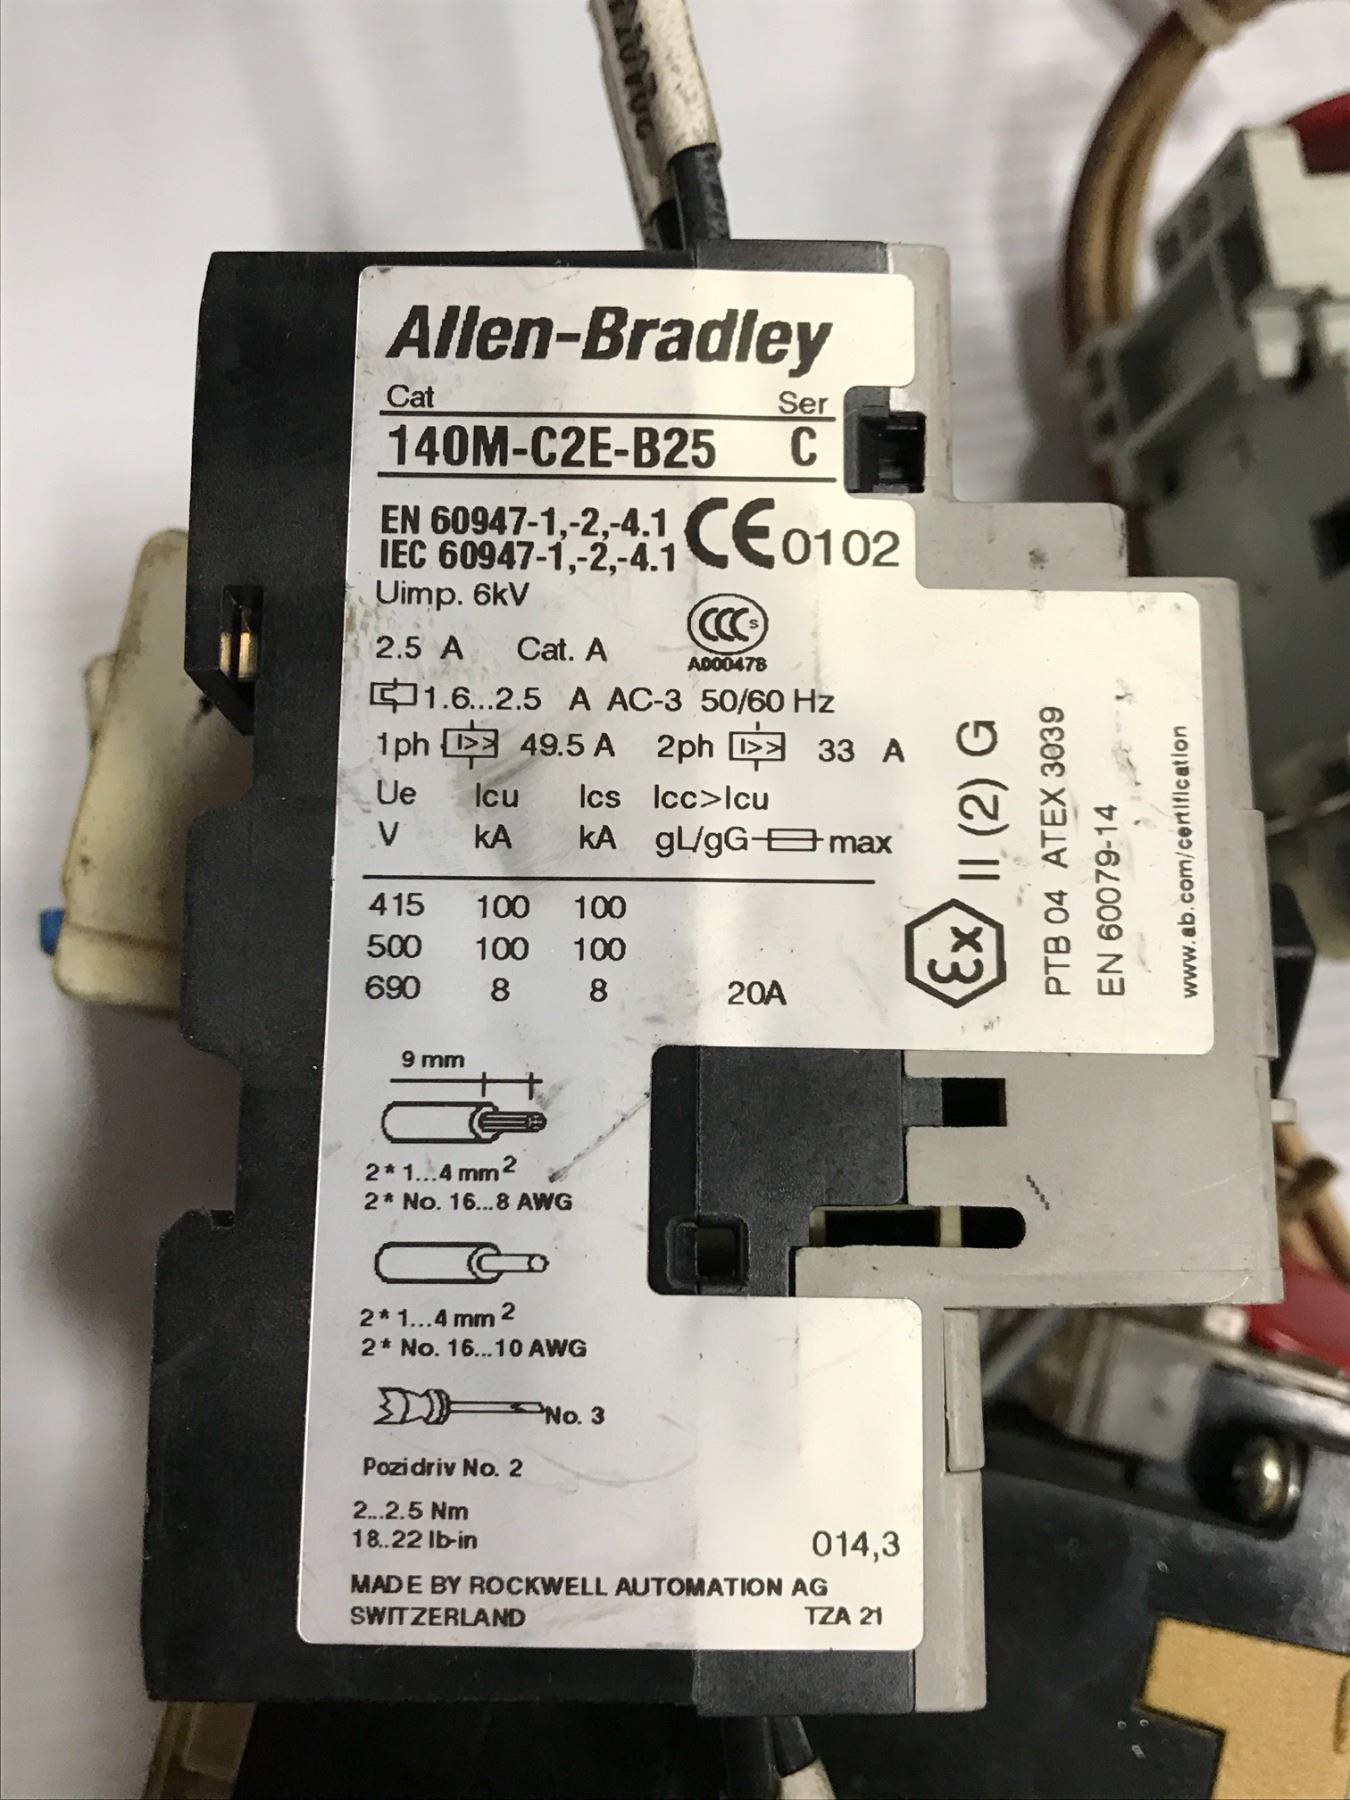 Allen-Bradley
Cat Ser
140M-C2E-B25 C
EN 60947-1,-2,-4.1
IEC 60947-1,-2,-4.1
CE 0102
Uimp. 6kV
CCC S
A000478
2.5 A Cat. A
1.6...2.5 A AC-3 50/60 Hz
1ph I>> 49.5 A 2ph I>> 33 A
Ue Icu Ics Icc>Icu
V kA kA gL/gG max
415 100 100
500 100 100
690 8 8 20A
Ex II (2) G
PTB 04 ATEX 3039
EN 60079-14
www.ab.com/certification
9 mm
2* 1...4 mm²
2* No. 16...8 AWG
2* 1...4 mm²
2* No. 16...10 AWG
No. 3
Pozidriv No. 2
2...2.5 Nm
18..22 lb-in
014,3
MADE BY ROCKWELL AUTOMATION AG
SWITZERLAND TZA 21